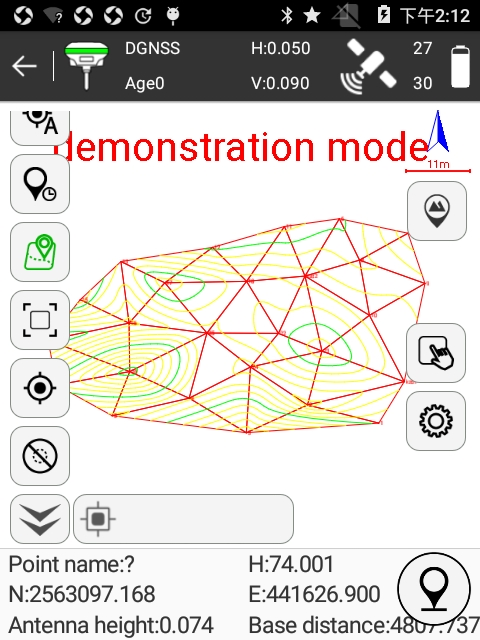 下午2:12
DGNSS H:0.050 27
Age0 V:0.090 30
A
demonstration mode
11m
Point name:? H:74.001
N:2563097.168 E:441626.900
Antenna height:0.074 Base distance:4807.737